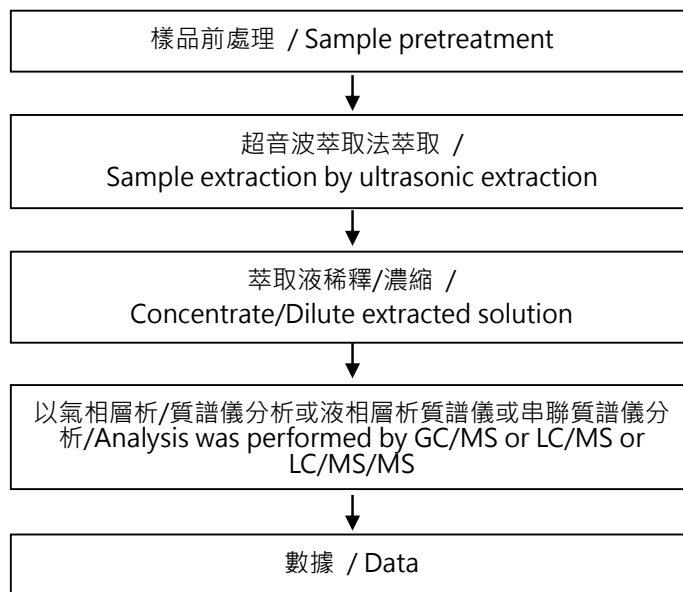 樣品前處理 / Sample pretreatment
超音波萃取法萃取 /
Sample extraction by ultrasonic extraction
萃取液稀釋/濃縮 /
Concentrate/Dilute extracted solution
以氣相層析/質譜儀分析或液相層析質譜儀或串聯質譜儀分
析/Analysis was performed by GC/MS or LC/MS or
LC/MS/MS
數據 / Data